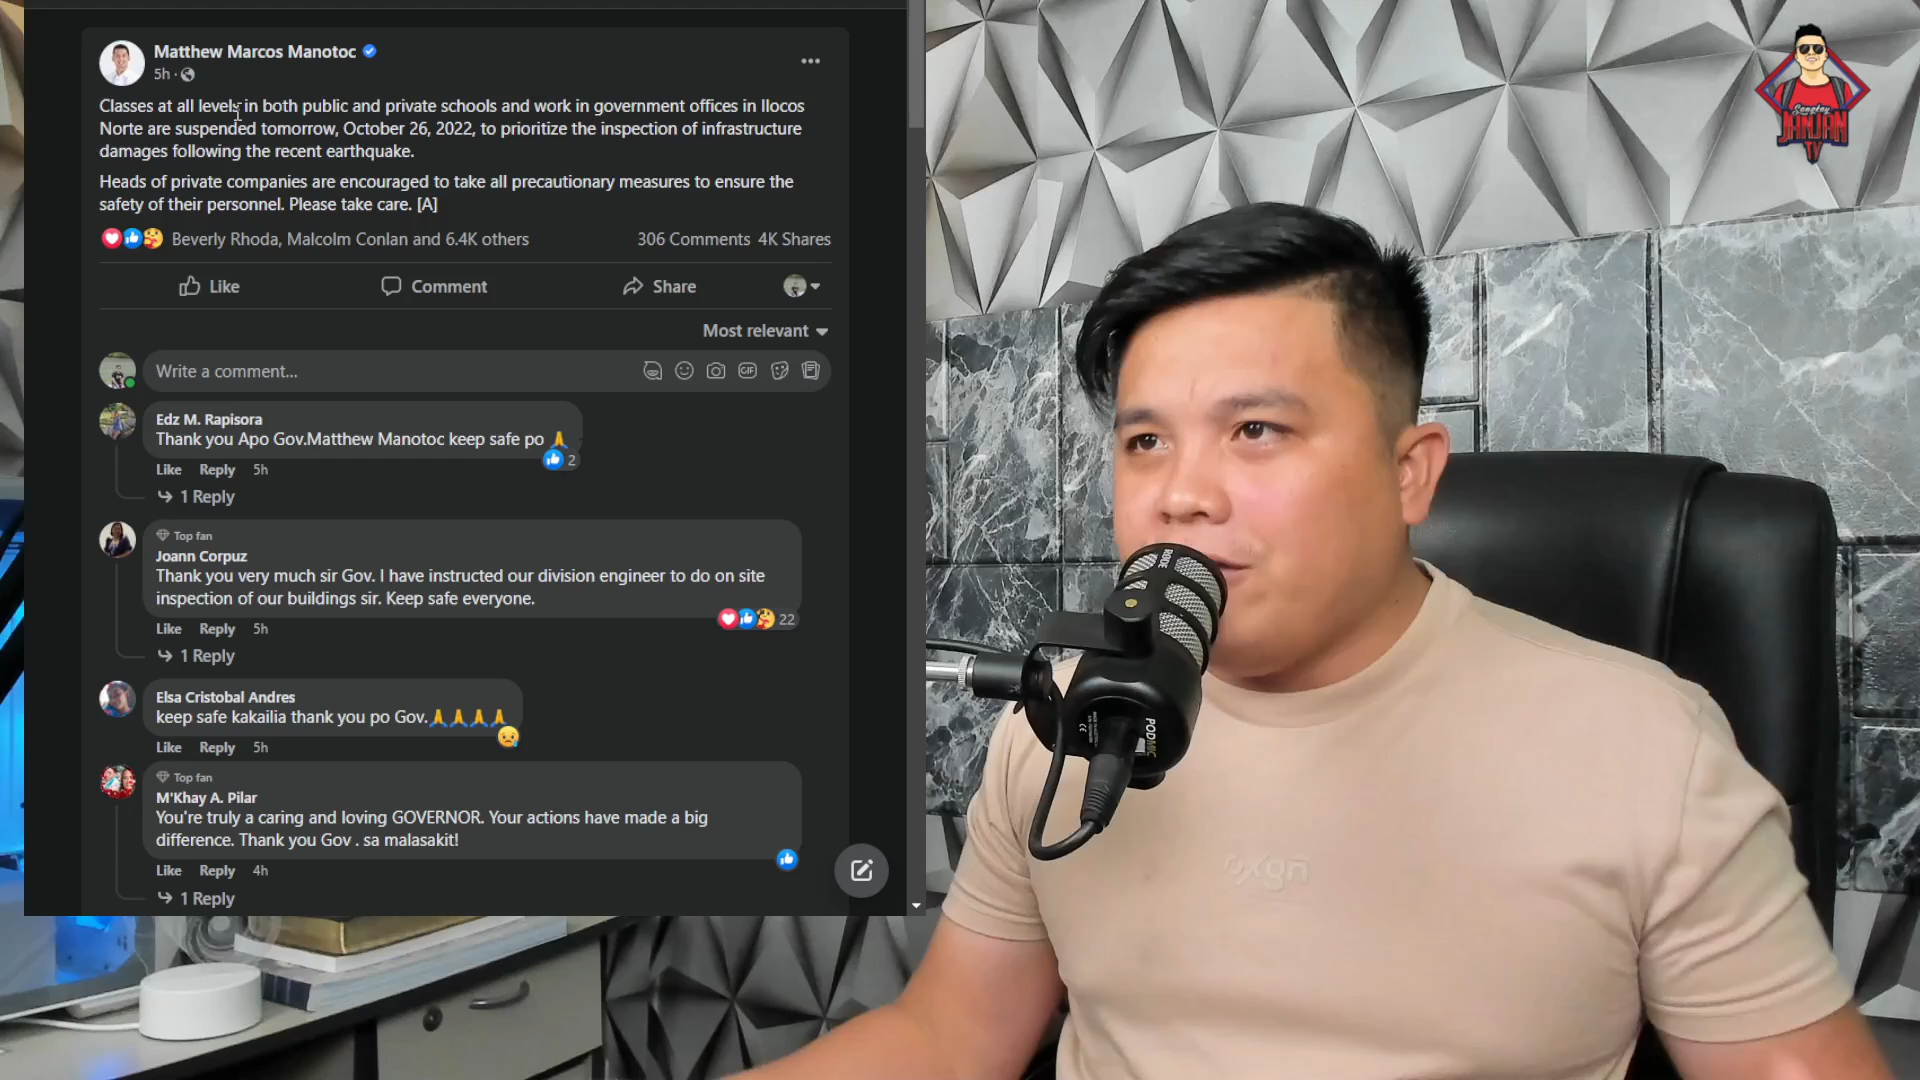 Matthew Marcos Manotoc
5h ·
Classes at all levels in both public and private schools and work in government offices in Ilocos
Norte are suspended tomorrow, October 26, 2022, to prioritize the inspection of infrastructure
damages following the recent earthquake.
Heads of private companies are encouraged to take all precautionary measures to ensure the
safety of their personnel. Please take care. [A]
Beverly Rhoda, Malcolm Conlan and 6.4K others
306 Comments 4K Shares
Like
Comment
Share
Most relevant
Write a comment...
GIF
Edz M. Rapisora
Thank you Apo Gov.Matthew Manotoc keep safe po 🙏
2
Like Reply 5h
1 Reply
Top fan
Joann Corpuz
Thank you very much sir Gov. I have instructed our division engineer to do on site
inspection of our buildings sir. Keep safe everyone.
22
Like Reply 5h
1 Reply
Elsa Cristobal Andres
keep safe kakailia thank you po Gov.🙏🙏🙏🙏
Like Reply 5h
Top fan
M'Khay A. Pilar
You're truly a caring and loving GOVERNOR. Your actions have made a big
difference. Thank you Gov . sa malasakit!
Like Reply 4h
1 Reply
Sangkay
JANJAN
TV
RODE
PODMIC
oxgn